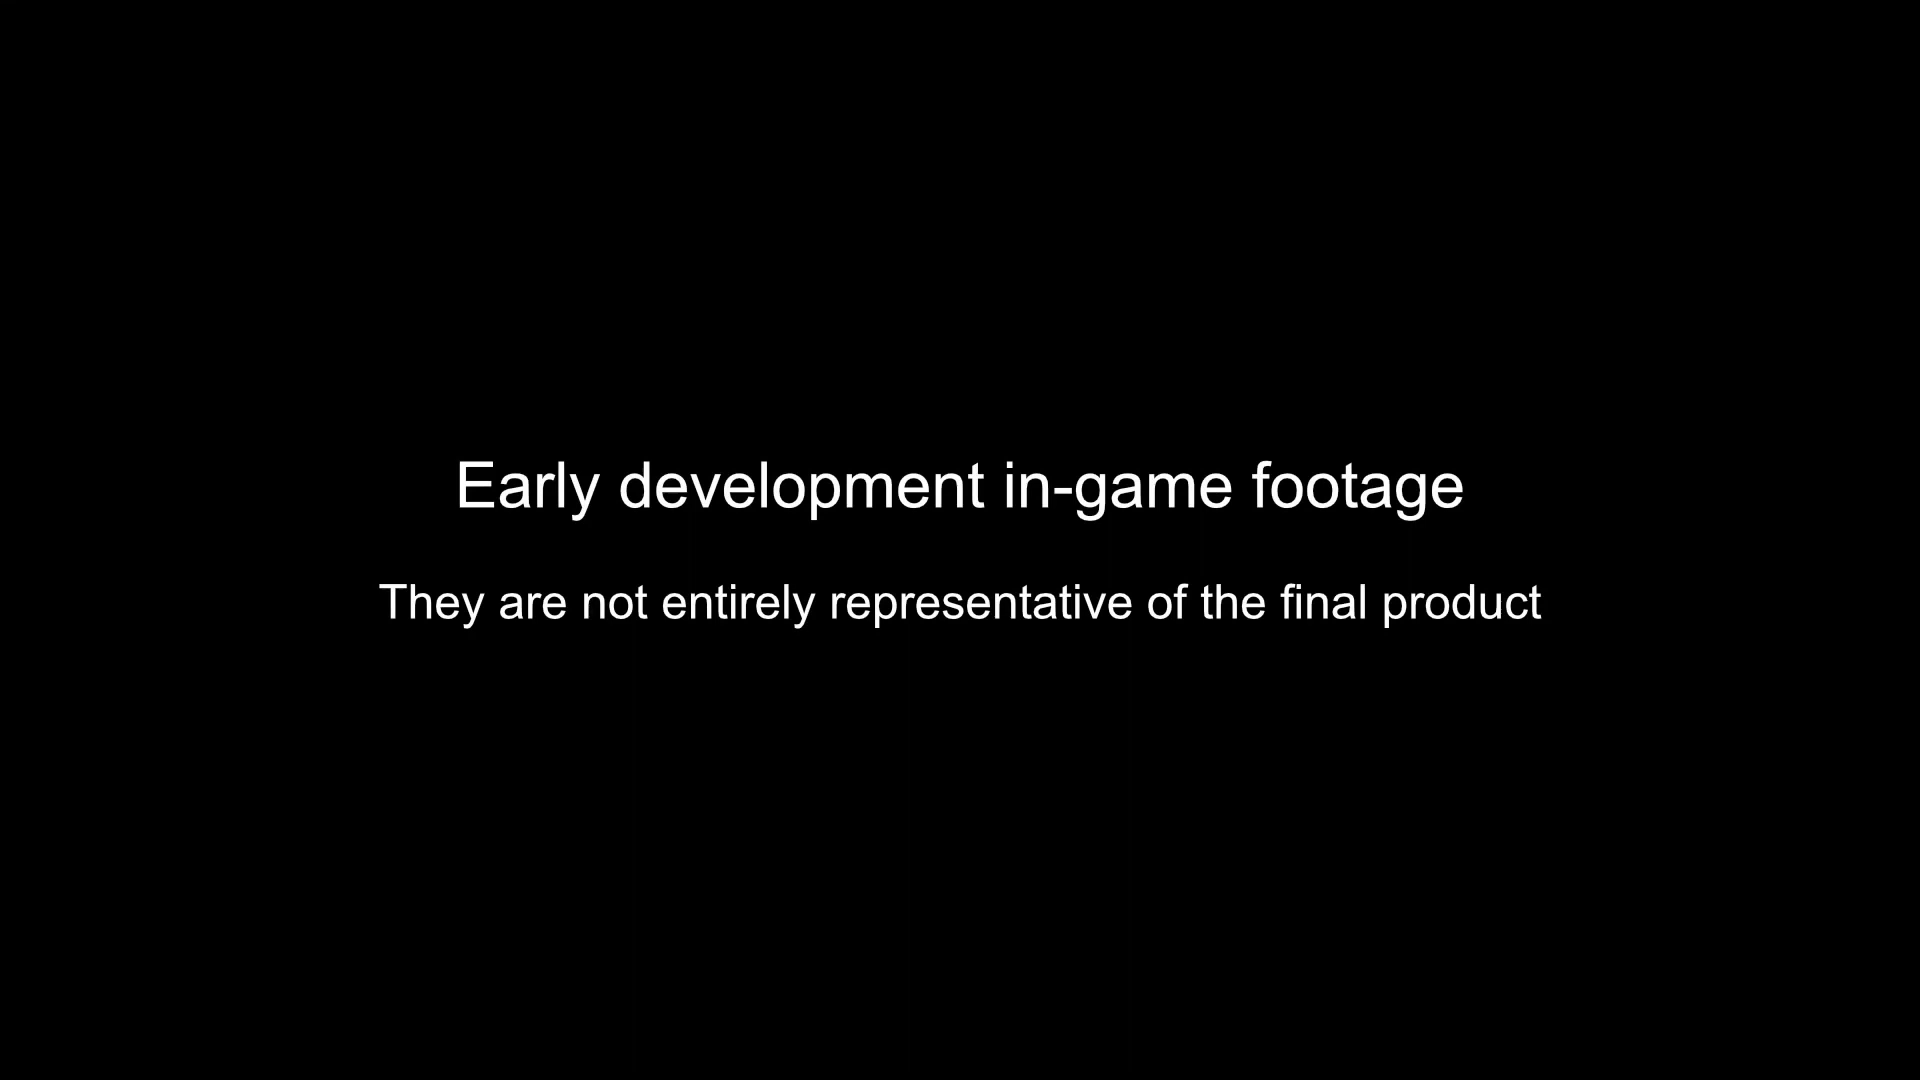 Early development in-game footage
They are not entirely representative of the final product